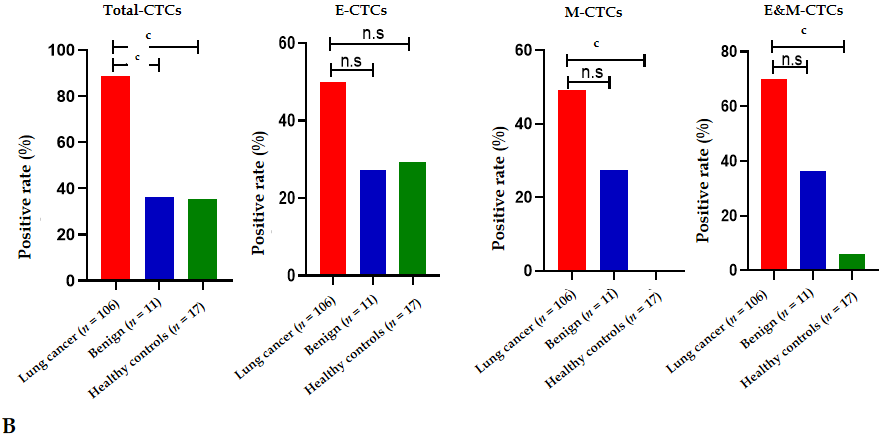 Total-CTCs
c
c
Positive rate (%)
100
80
60
40
20
0
Lung cancer (n = 106)
Benign (n = 11)
Healthy controls (n = 17)
E-CTCs
n.s
n.s
Positive rate (%)
60
40
20
0
Lung cancer (n = 106)
Benign (n = 11)
Healthy controls (n = 17)
M-CTCs
c
n.s
Positive rate (%)
60
40
20
0
Lung cancer (n = 106)
Benign (n = 11)
Healthy controls (n = 17)
E&M-CTCs
c
n.s
Positive rate (%)
80
60
40
20
0
Lung cancer (n = 106)
Benign (n = 11)
Healthy controls (n = 17)
B